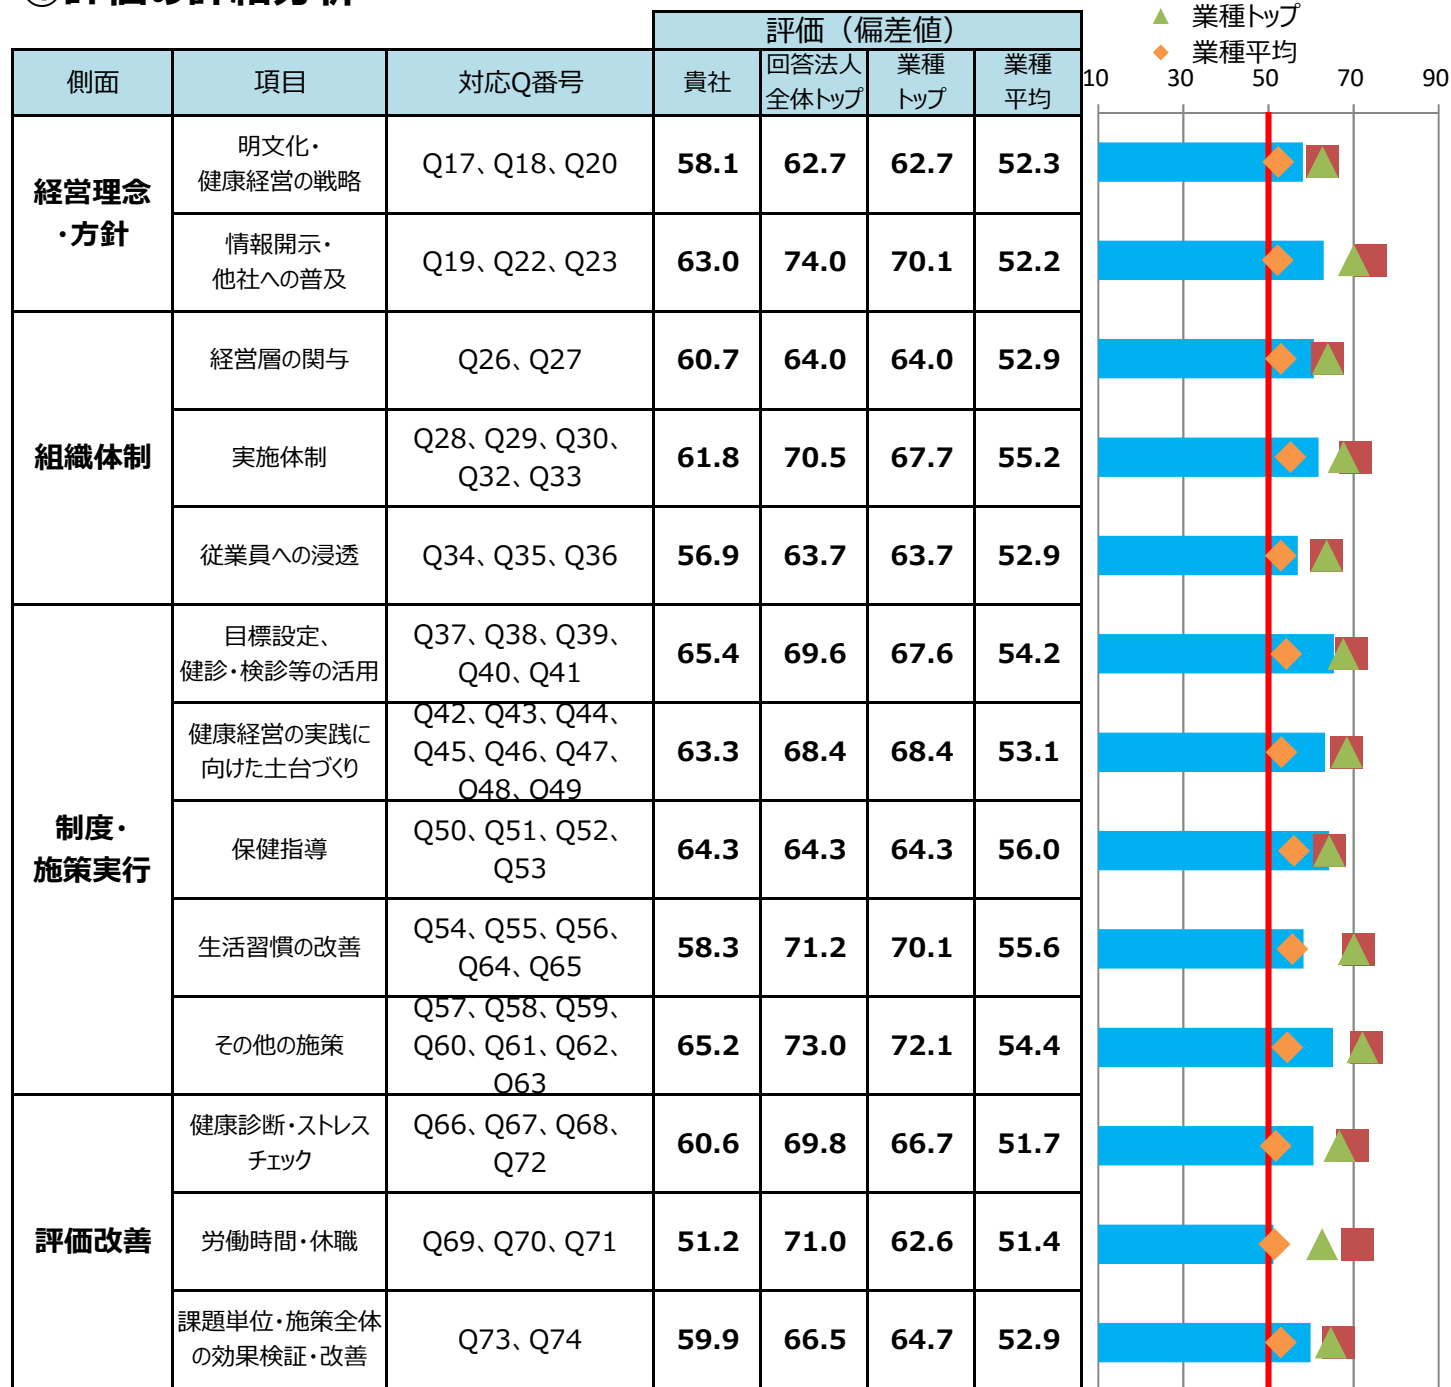 ③評価の詳細分析
▲ 業種トップ
◆ 業種平均
評価（偏差値）
側面 項目 対応Q番号 貴社 回答法人 全体トップ 業種 トップ 業種 平均
10 30 50 70 90
経営理念
・方針
明文化・
健康経営の戦略
Q17、Q18、Q20
58.1 62.7 62.7 52.3
情報開示・
他社への普及
Q19、Q22、Q23
63.0 74.0 70.1 52.2
組織体制
経営層の関与
Q26、Q27
60.7 64.0 64.0 52.9
実施体制
Q28、Q29、Q30、
Q32、Q33
61.8 70.5 67.7 55.2
従業員への浸透
Q34、Q35、Q36
56.9 63.7 63.7 52.9
制度・
施策実行
目標設定、
健診・検診等の活用
Q37、Q38、Q39、
Q40、Q41
65.4 69.6 67.6 54.2
健康経営の実践に
向けた土台づくり
Q42、Q43、Q44、
Q45、Q46、Q47、
Q48、Q49
63.3 68.4 68.4 53.1
保健指導
Q50、Q51、Q52、
Q53
64.3 64.3 64.3 56.0
生活習慣の改善
Q54、Q55、Q56、
Q64、Q65
58.3 71.2 70.1 55.6
その他の施策
Q57、Q58、Q59、
Q60、Q61、Q62、
Q63
65.2 73.0 72.1 54.4
評価改善
健康診断・ストレス
チェック
Q66、Q67、Q68、
Q72
60.6 69.8 66.7 51.7
労働時間・休職
Q69、Q70、Q71
51.2 71.0 62.6 51.4
課題単位・施策全体
の効果検証・改善
Q73、Q74
59.9 66.5 64.7 52.9